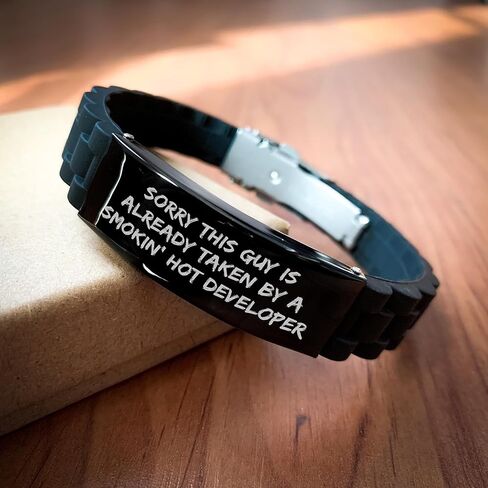 SORRY THIS GUY IS
ALREADY TAKEN BY A
SMOKIN' HOT DEVELOPER